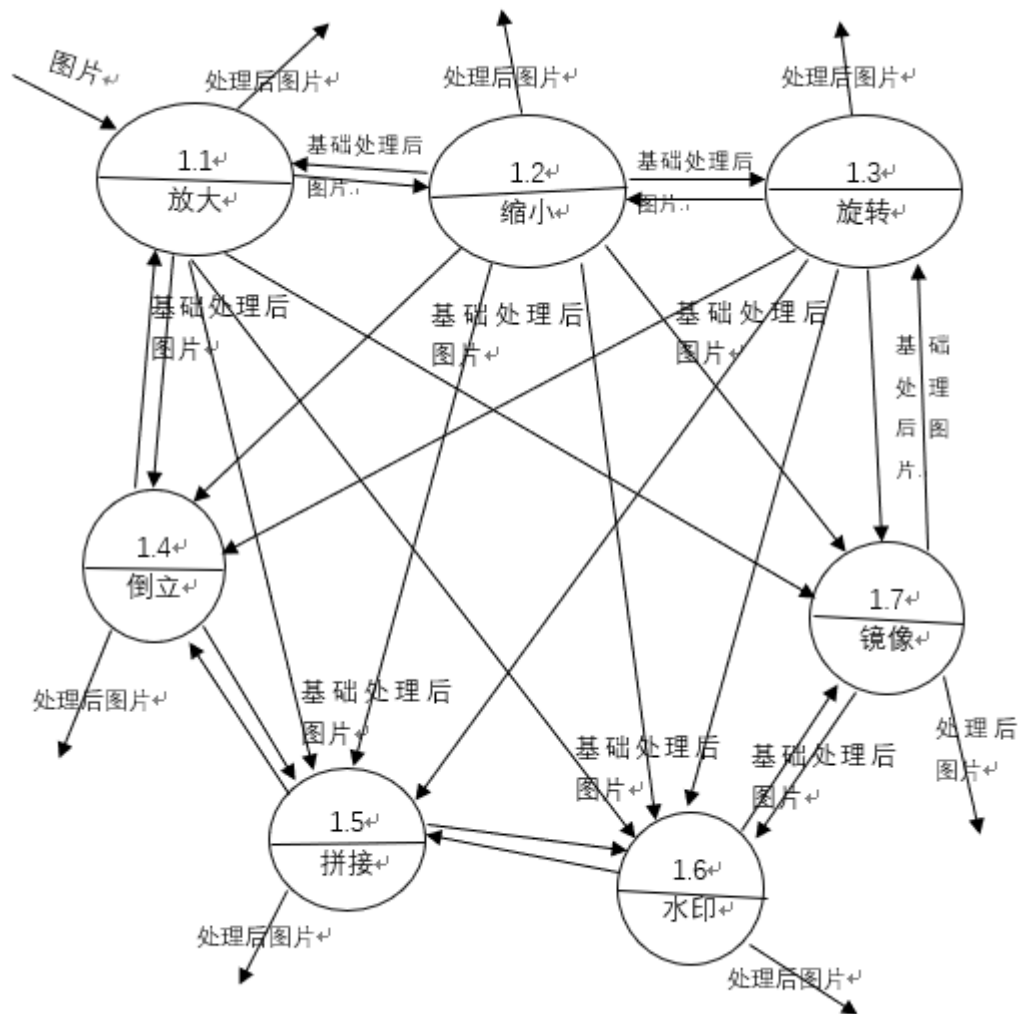 图片
处理后图片
处理后图片
处理后图片
1.1
放大
基础处理后
图片
1.2
缩小
基础处理后
图片
1.3
旋转
基础处理后
图片
基础处理后
图片
基础处理后
图片
基础
处理
后图
片
1.4
倒立
1.7
镜像
处理后图片
基础处理后
图片
基础处理后
图片
基础处理后
图片
处理后
图片
1.5
拼接
1.6
水印
处理后图片
处理后图片